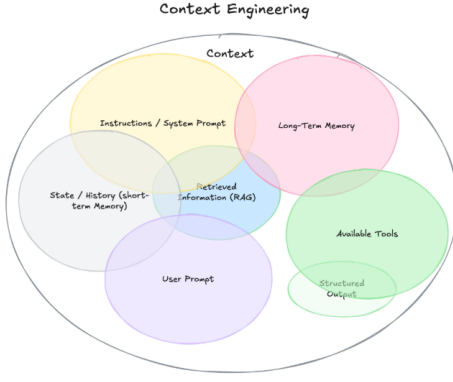 Context Engineering
Context
Instructions / System Prompt
Long-Term Memory
State / History (short-
term Memory)
Retrieved
Information (RAG)
Available Tools
User Prompt
Structured
Output